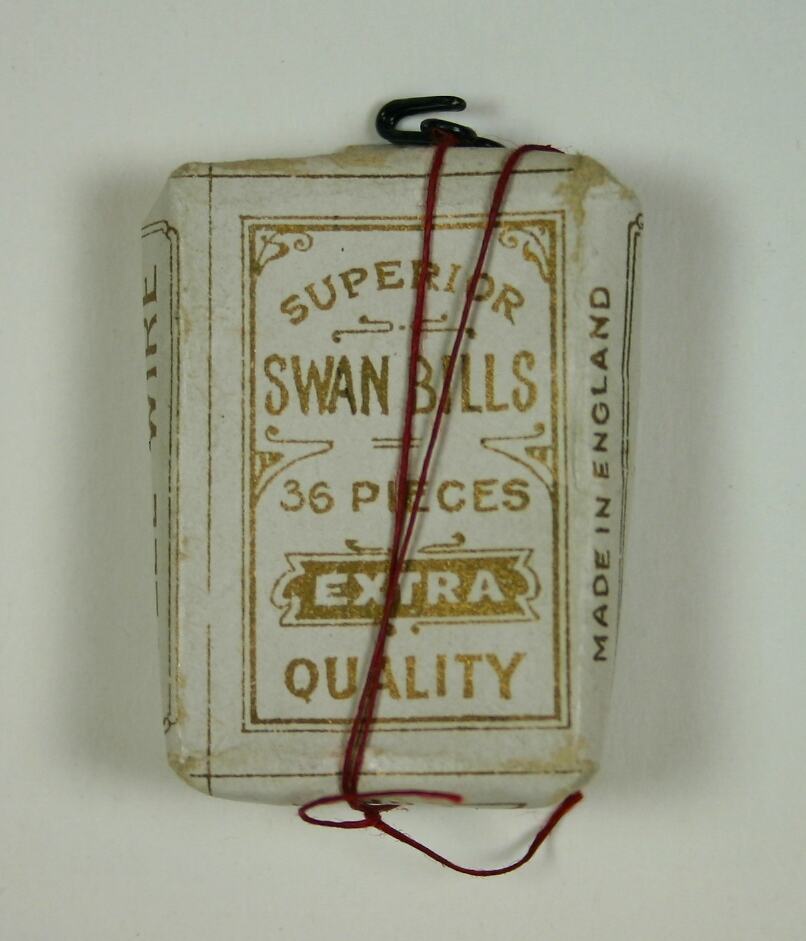 SUPERIOR
SWAN BILLS
36 PIECES
EXTRA
QUALITY
MADE IN ENGLAND
WIRE